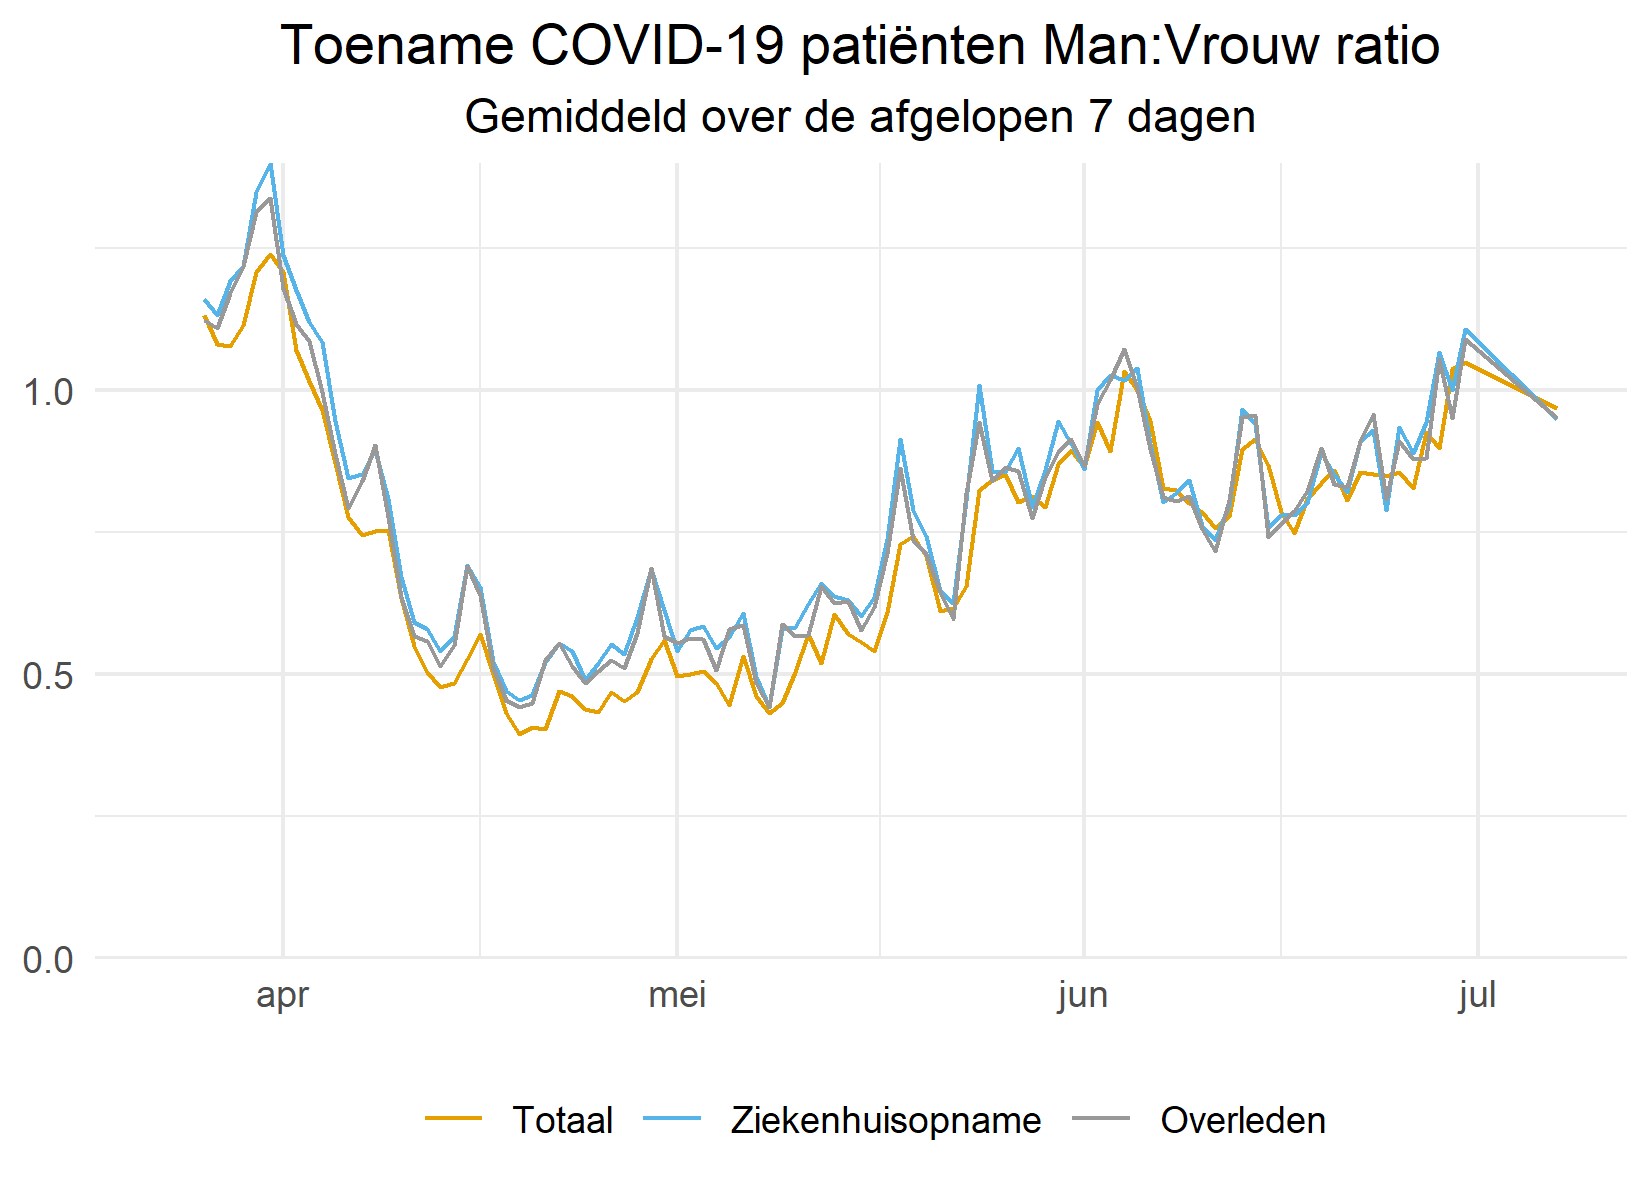 Toename COVID-19 patiënten Man:Vrouw ratio
Gemiddeld over de afgelopen 7 dagen
1.0
0.5
0.0
apr mei jun jul
Totaal Ziekenhuisopname Overleden